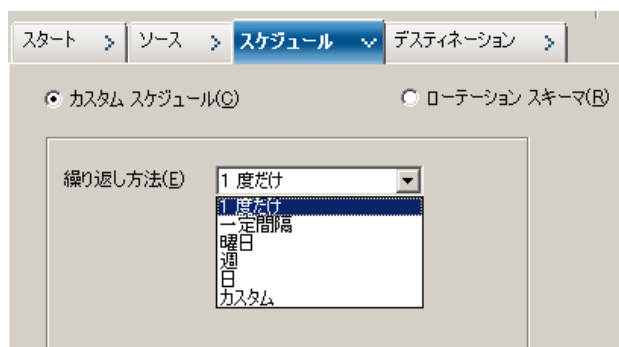 スタート ソース スケジュール デスティネーション
カスタム スケジュール(C) ローテーション スキーマ(R)
繰り返し方法(E) 1 度だけ
1 度だけ
一定間隔
曜日
週
日
カスタム